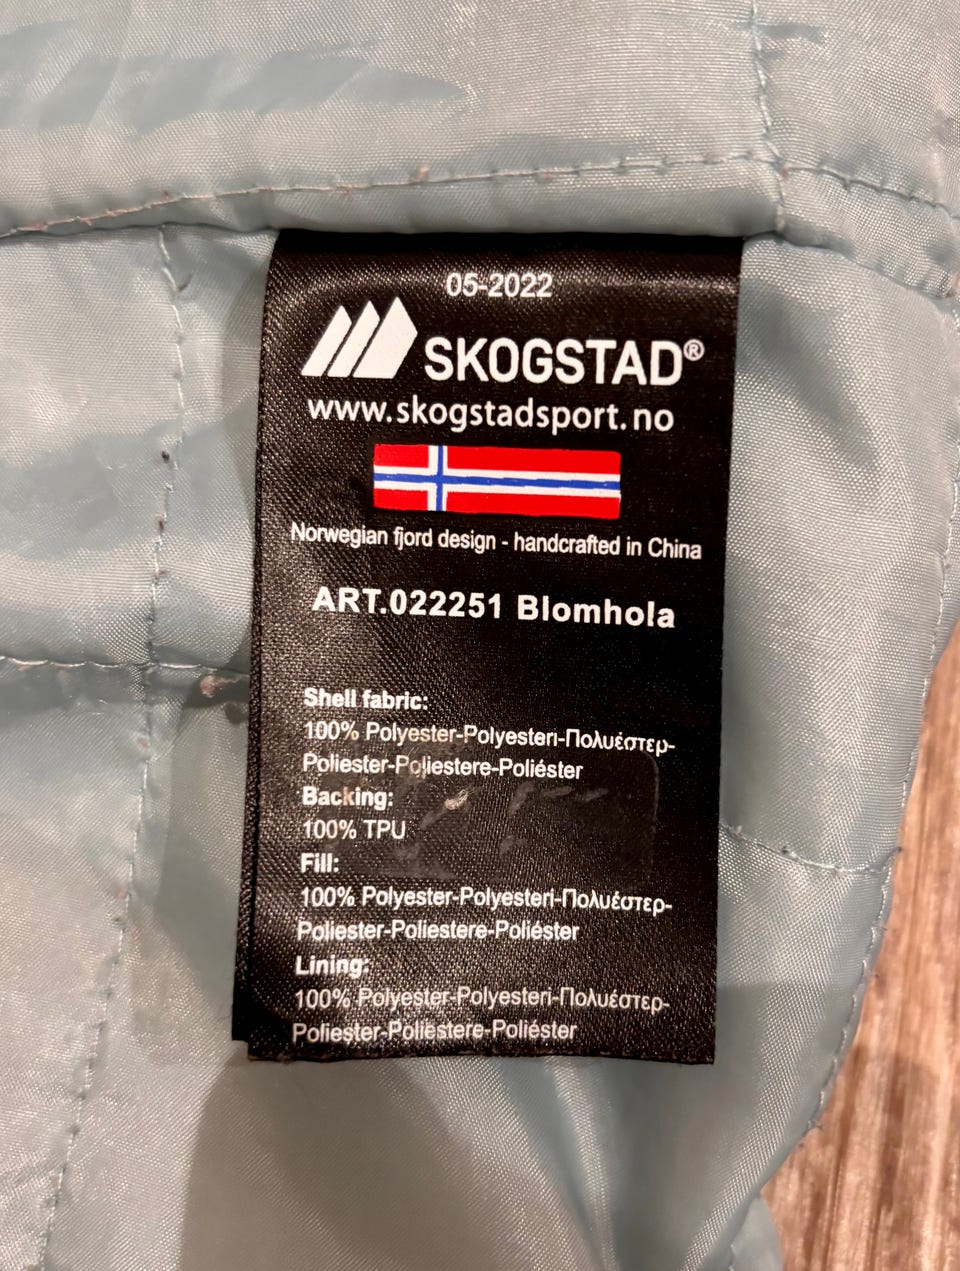 05-2022
SKOGSTAD®
www.skogstadsport.no
Norwegian fjord design - handcrafted in China
ART.022251 Blomhola
Shell fabric:
100% Polyester-Polyesteri-Πολυέστερ-
Poliester-Poliestere-Poliéster
Backing:
100% TPU
Fill:
100% Polyester-Polyesteri-Πολυέστερ-
Poliester-Poliestere-Poliéster
Lining:
100% Polyester-Polyesteri-Πολυέστερ-
Poliester-Poliestere-Poliéster